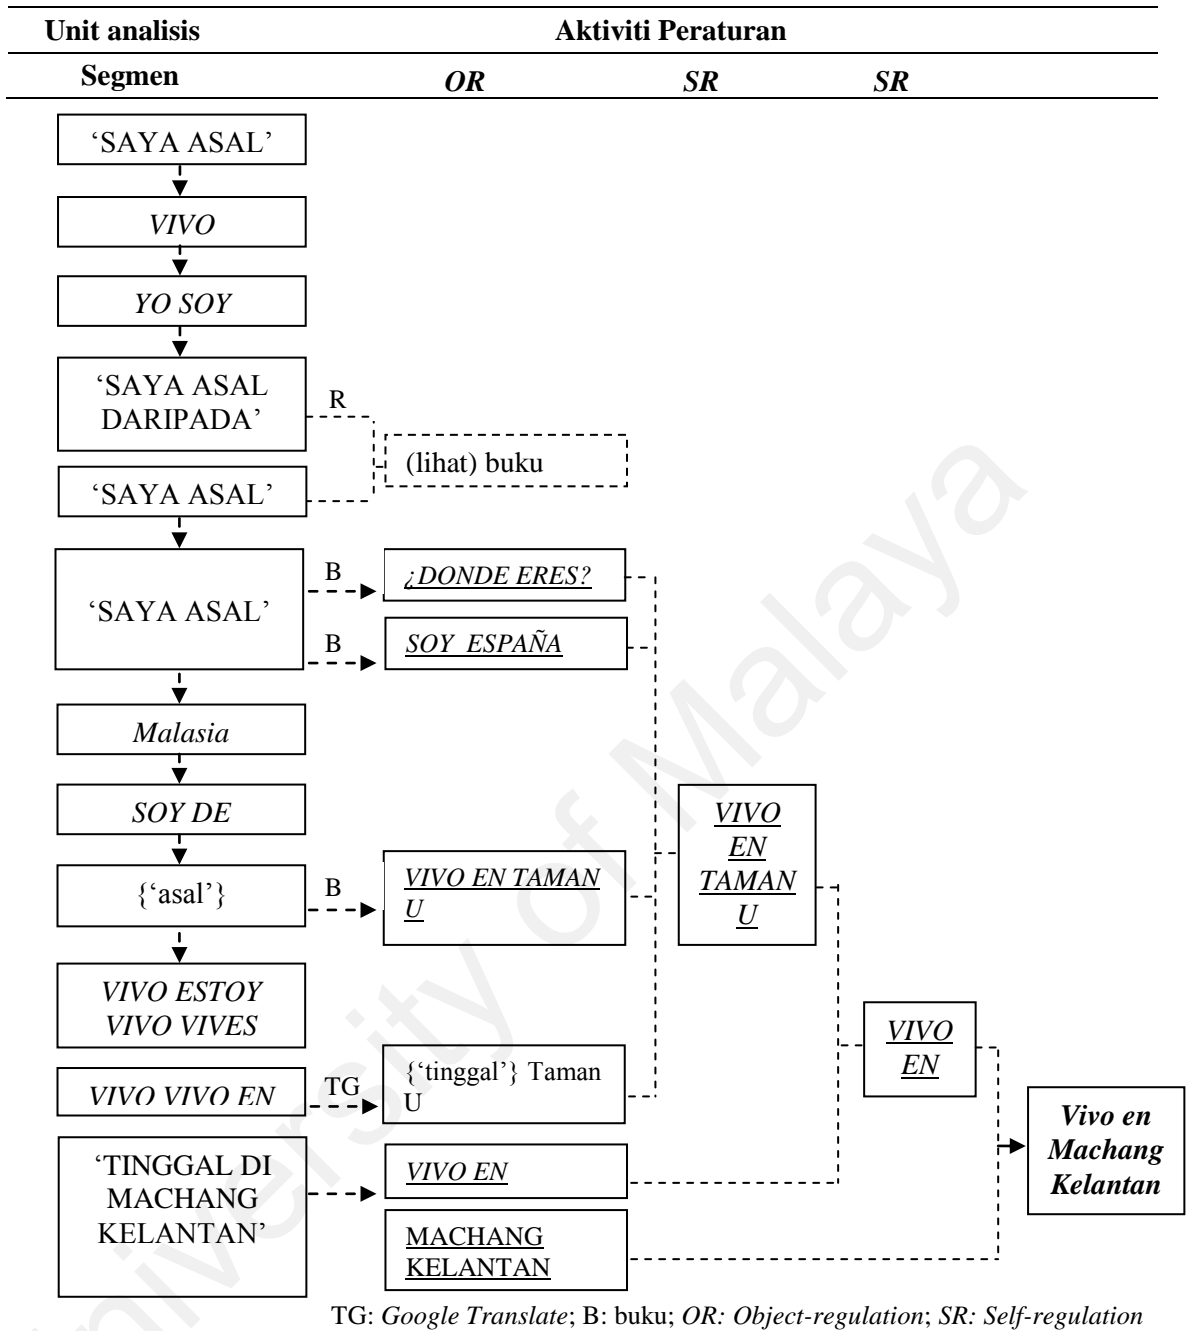 Unit analisis Aktiviti Peraturan
Segmen OR SR SR
‘SAYA ASAL’
VIVO
YO SOY
‘SAYA ASAL
DARIPADA’
R
(lihat) buku
‘SAYA ASAL’
‘SAYA ASAL’
B
¿DONDE ERES?
B
SOY ESPAÑA
Malasia
SOY DE
{‘asal’}
B
VIVO EN TAMAN
U
VIVO
EN
TAMAN
U
VIVO ESTOY
VIVO VIVES
VIVO VIVO EN
TG
{‘tinggal’} Taman
U
VIVO
EN
‘TINGGAL DI
MACHANG
KELANTAN’
VIVO EN
MACHANG
KELANTAN
Vivo en
Machang
Kelantan
TG: Google Translate; B: buku; OR: Object-regulation; SR: Self-regulation
University of Malaya